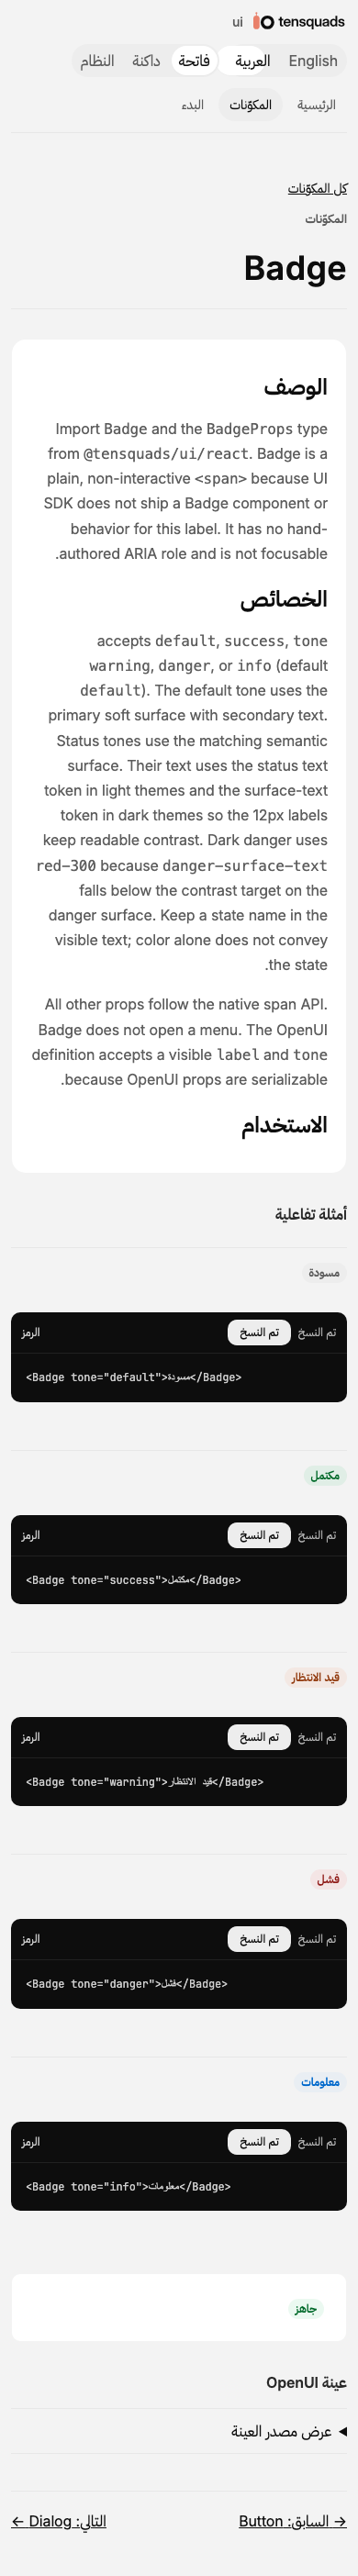 tensquads ui
English العربية فاتحة داكنة النظام
الرئيسية المكوّنات البدء
كل المكوّنات
المكوّنات
Badge
الوصف
Import Badge and the BadgeProps type
from @tensquads/ui/react. Badge is a
plain, non-interactive <span> because UI
SDK does not ship a Badge component or
behavior for this label. It has no hand-
authored ARIA role and is not focusable.
الخصائص
tone accepts default, success,
warning, danger, or info (default
default). The default tone uses the
primary soft surface with secondary text.
Status tones use the matching semantic
surface. Their text uses the status text
token in light themes and the surface-text
token in dark themes so the 12px labels
keep readable contrast. Dark danger uses
red-300 because danger-surface-text
falls below the contrast target on the
danger surface. Keep a state name in the
visible text; color alone does not convey
the state.
All other props follow the native span API.
Badge does not open a menu. The OpenUI
definition accepts a visible label and tone
because OpenUI props are serializable.
الاستخدام
أمثلة تفاعلية
مسودة
تم النسخ تم النسخ الرمز
<Badge tone="default">مسودة</Badge>
مكتمل
تم النسخ تم النسخ الرمز
<Badge tone="success">مكتمل</Badge>
قيد الانتظار
تم النسخ تم النسخ الرمز
<Badge tone="warning">قيد الانتظار</Badge>
فشل
تم النسخ تم النسخ الرمز
<Badge tone="danger">فشل</Badge>
معلومات
تم النسخ تم النسخ الرمز
<Badge tone="info">معلومات</Badge>
جاهز
عينة OpenUI
عرض مصدر العينة
→ السابق: Button التالي: Dialog ←